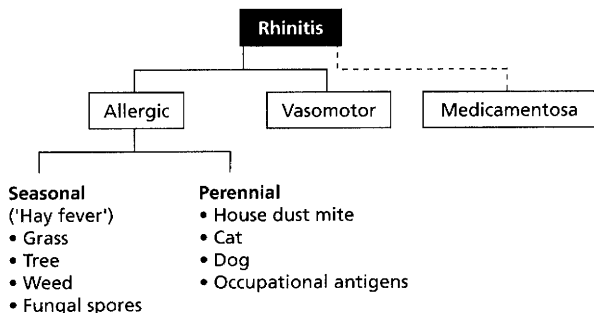 Rhinitis
Allergic
Vasomotor
Medicamentosa
Seasonal
('Hay fever')
• Grass
• Tree
• Weed
• Fungal spores
Perennial
• House dust mite
• Cat
• Dog
• Occupational antigens